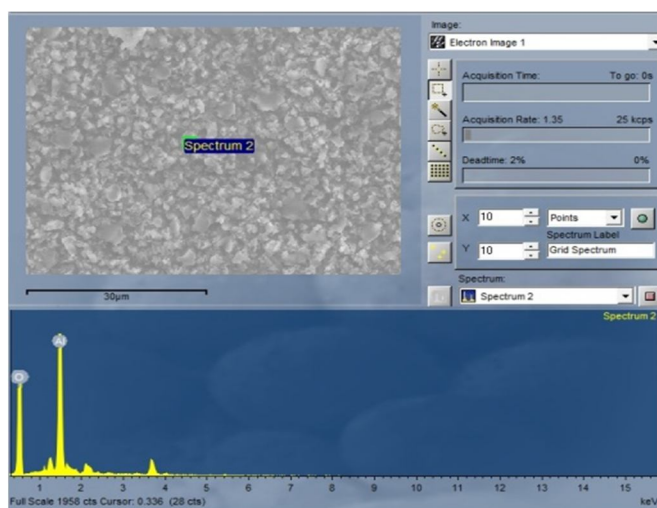 Image:
Electron Image 1
Acquisition Time: To go: 0s
Acquisition Rate: 1.35 25 kcps
Deadtime: 2% 0%
Spectrum 2
X 10 Points
Spectrum Label
Y 10 Grid Spectrum
Spectrum:
Spectrum 2
30µm
Spectrum 2
Al
O
1 2 3 4 5 6 7 8 9 10 11 12 13 14 15
Full Scale 1958 cts Cursor: 0.336 (28 cts) keV